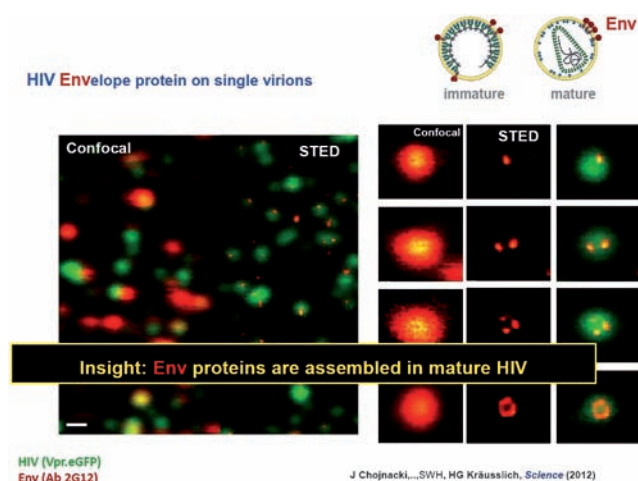 Env
immature
mature
HIV Envelope protein on single virions
Confocal
STED
Confocal
STED
Insight: Env proteins are assembled in mature HIV
HIV (Vpr.eGFP)
Env (Ab 2G12)
J Chojnacki,..,SWH, HG Kräusslich, Science (2012)